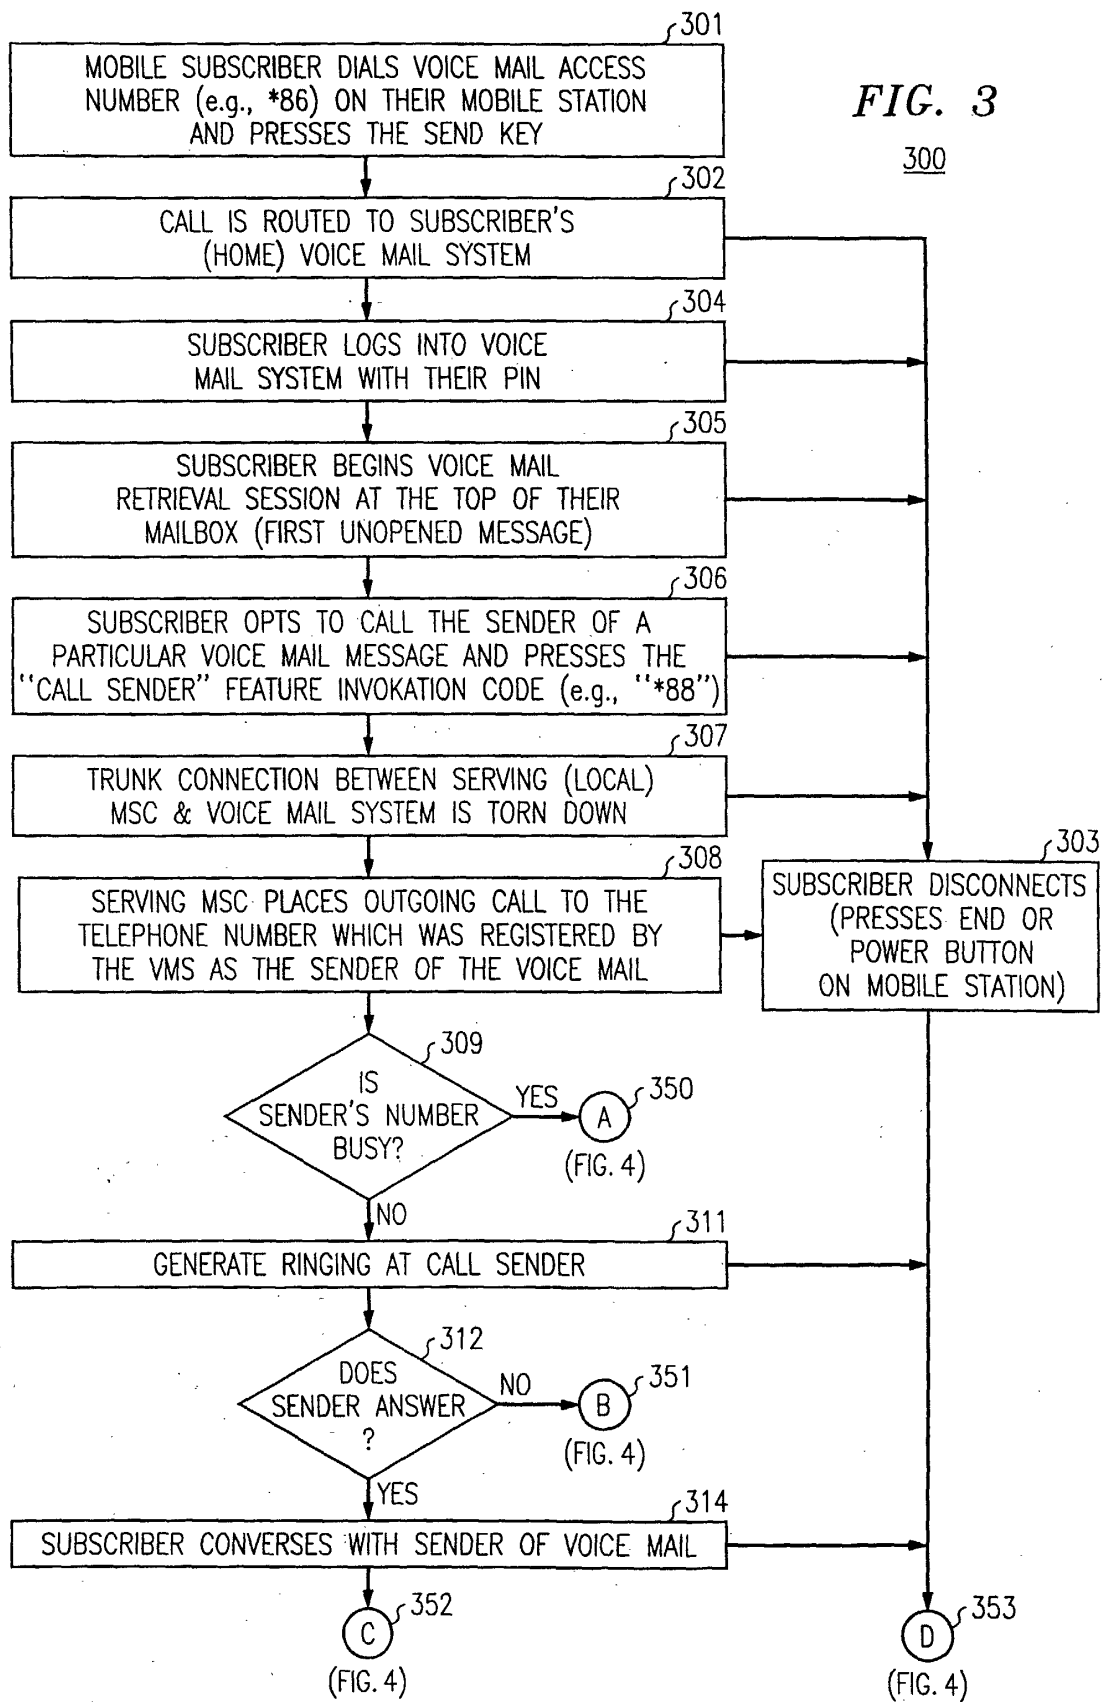 301
MOBILE SUBSCRIBER DIALS VOICE MAIL ACCESS
NUMBER (e.g., *86) ON THEIR MOBILE STATION
AND PRESSES THE SEND KEY
FIG. 3
300
302
CALL IS ROUTED TO SUBSCRIBER'S
(HOME) VOICE MAIL SYSTEM
304
SUBSCRIBER LOGS INTO VOICE
MAIL SYSTEM WITH THEIR PIN
305
SUBSCRIBER BEGINS VOICE MAIL
RETRIEVAL SESSION AT THE TOP OF THEIR
MAILBOX (FIRST UNOPENED MESSAGE)
306
SUBSCRIBER OPTS TO CALL THE SENDER OF A
PARTICULAR VOICE MAIL MESSAGE AND PRESSES THE
"CALL SENDER" FEATURE INVOKATION CODE (e.g., "*88")
307
TRUNK CONNECTION BETWEEN SERVING (LOCAL)
MSC & VOICE MAIL SYSTEM IS TORN DOWN
308
SERVING MSC PLACES OUTGOING CALL TO THE
TELEPHONE NUMBER WHICH WAS REGISTERED BY
THE VMS AS THE SENDER OF THE VOICE MAIL
303
SUBSCRIBER DISCONNECTS
(PRESSES END OR
POWER BUTTON
ON MOBILE STATION)
309
IS
SENDER'S NUMBER
BUSY?
YES
A
350
(FIG. 4)
NO
311
GENERATE RINGING AT CALL SENDER
312
DOES
SENDER ANSWER
?
NO
B
351
(FIG. 4)
YES
314
SUBSCRIBER CONVERSES WITH SENDER OF VOICE MAIL
C
352
(FIG. 4)
D
353
(FIG. 4)